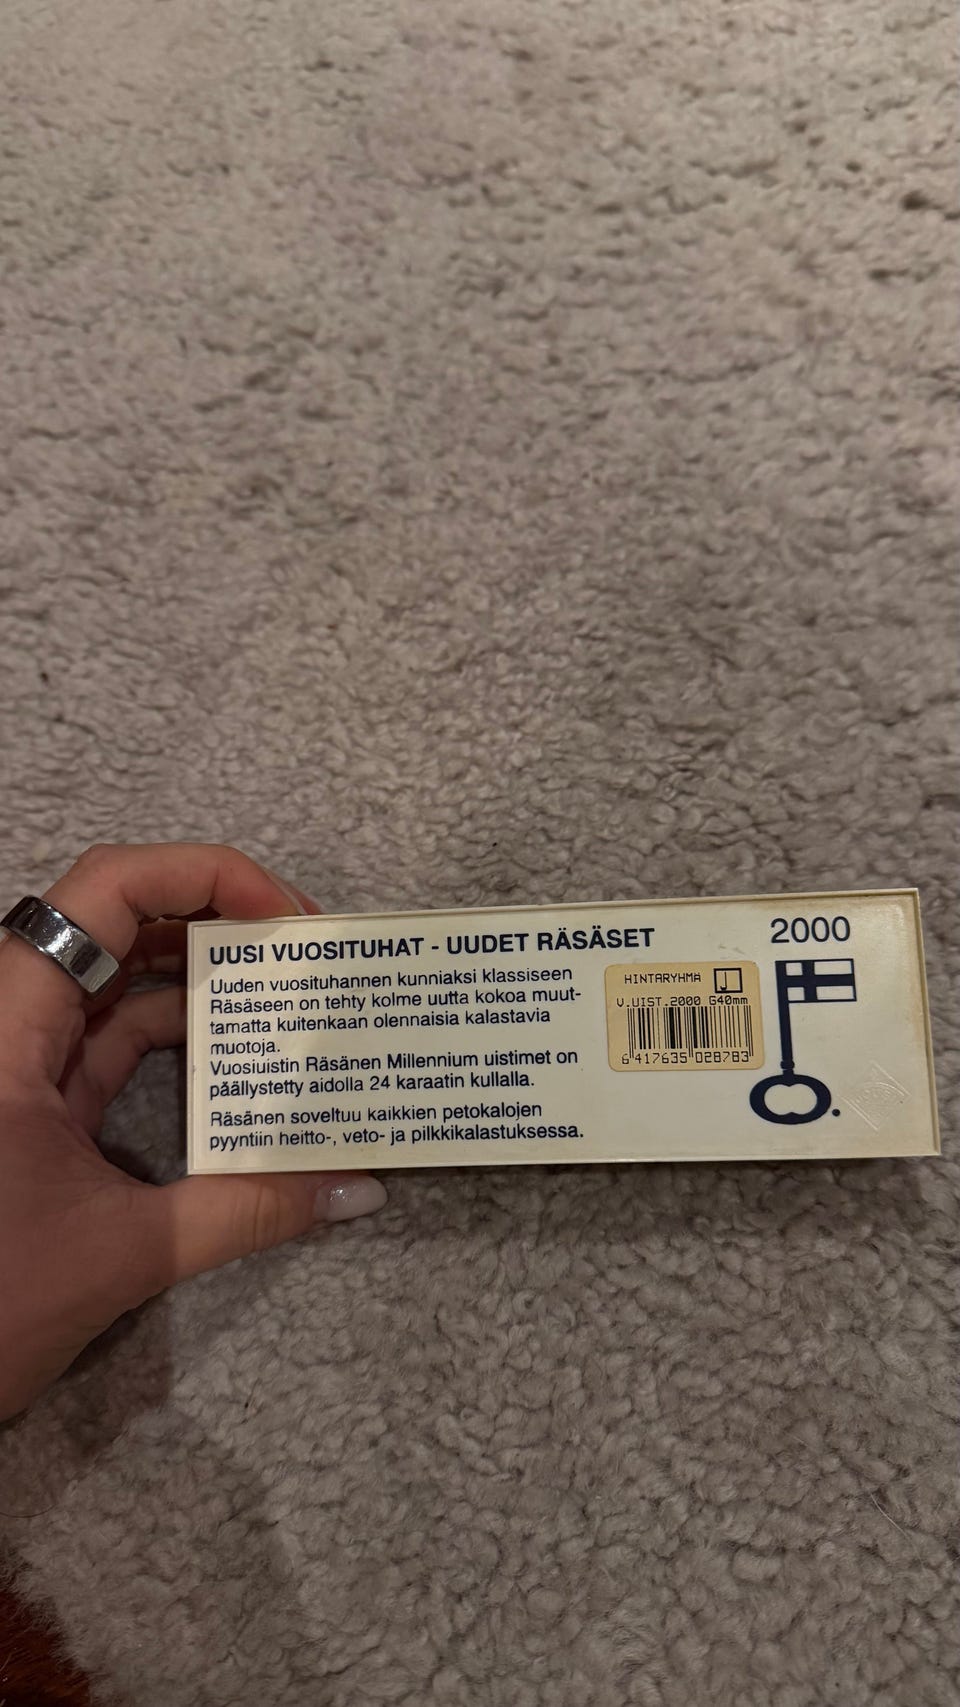 UUSI VUOSITUHAT - UUDET RÄSÄSET
2000
Uuden vuosituhannen kunniaksi klassiseen
Räsäseen on tehty kolme uutta kokoa muut-
tamatta kuitenkaan olennaisia kalastavia
muotoja.
Vuosiuistin Räsänen Millennium uistimet on
päällystetty aidolla 24 karaatin kullalla.
Räsänen soveltuu kaikkien petokalojen
pyyntiin heitto-, veto- ja pilkkikalastuksessa.
HINTARYHMÄ J
V.UIST.2000 G40mm
6 417635 028783